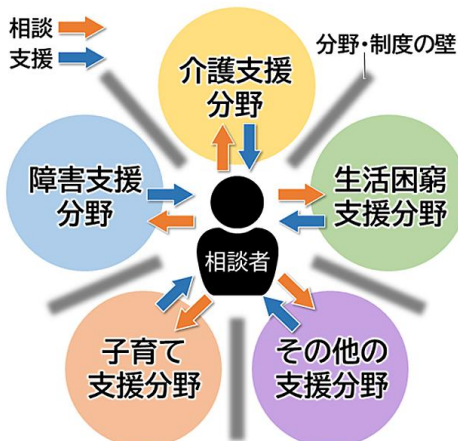 相談
支援
分野・制度の壁
介護支援
分野
障害支援
分野
生活困窮
支援分野
相談者
子育て
支援分野
その他の
支援分野